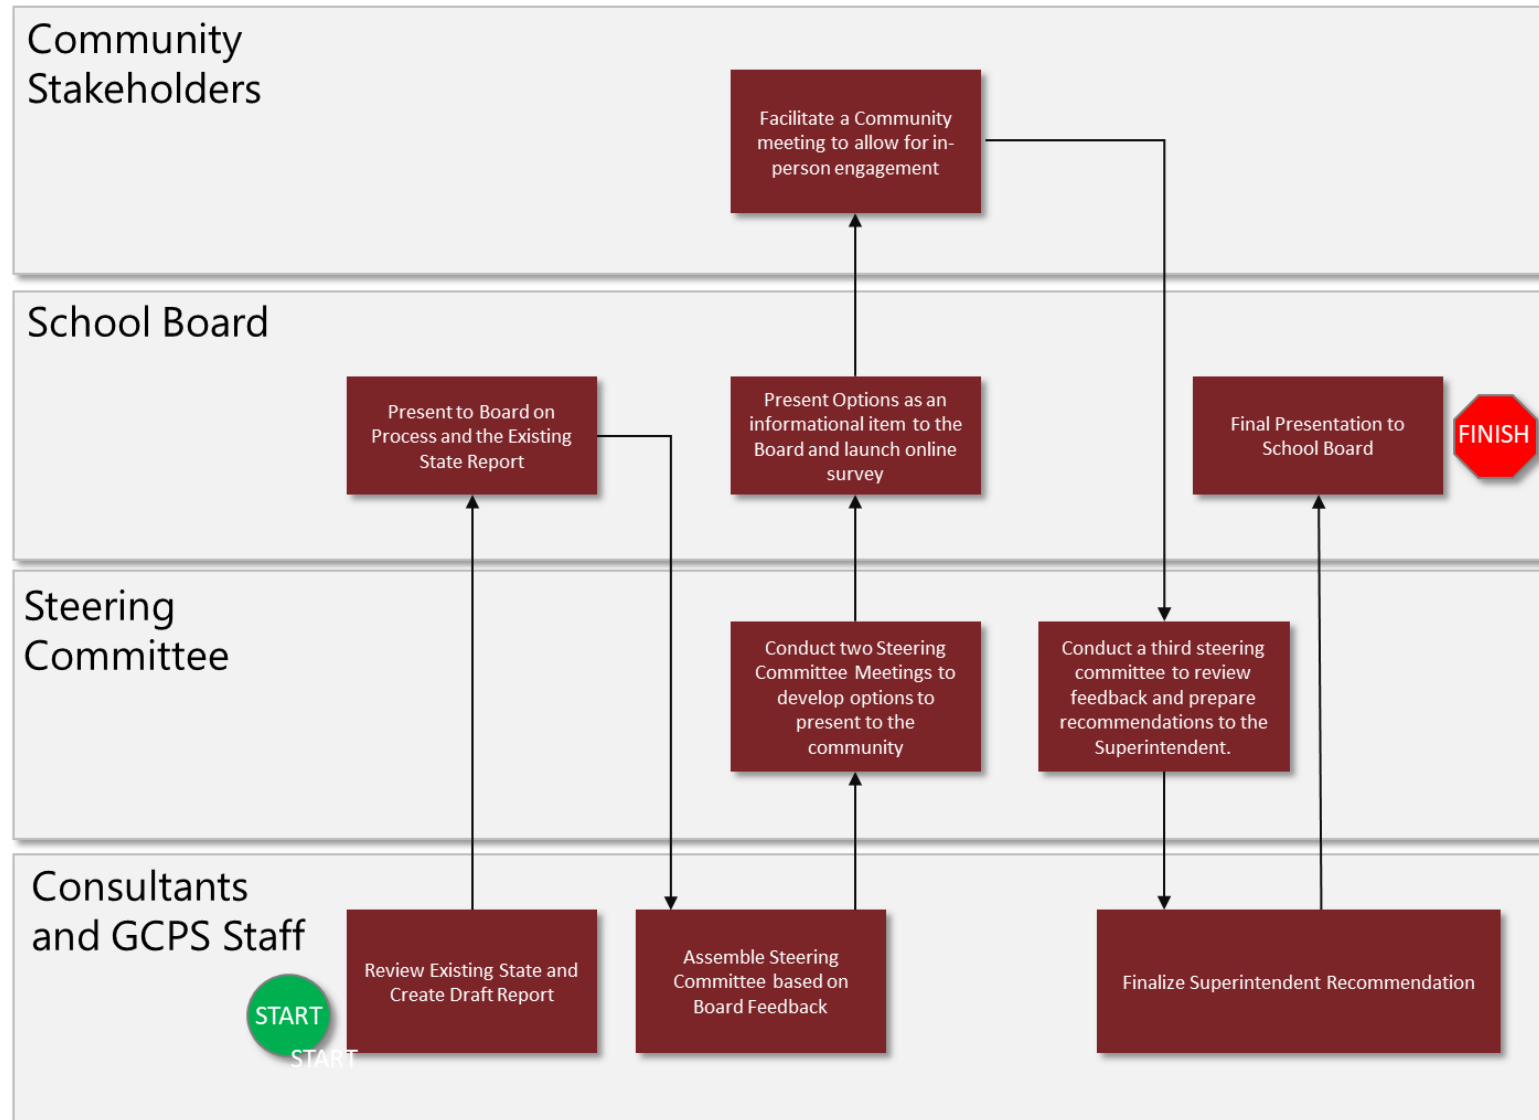 Community
Stakeholders
Facilitate a Community
meeting to allow for in-
person engagement
School Board
Present to Board on
Process and the Existing
State Report
Present Options as an
informational item to the
Board and launch online
survey
Final Presentation to
School Board
FINISH
Steering
Committee
Conduct two Steering
Committee Meetings to
develop options to
present to the
community
Conduct a third steering
committee to review
feedback and prepare
recommendations to the
Superintendent.
Consultants
and GCPS Staff
START
START
Review Existing State and
Create Draft Report
Assemble Steering
Committee based on
Board Feedback
Finalize Superintendent Recommendation